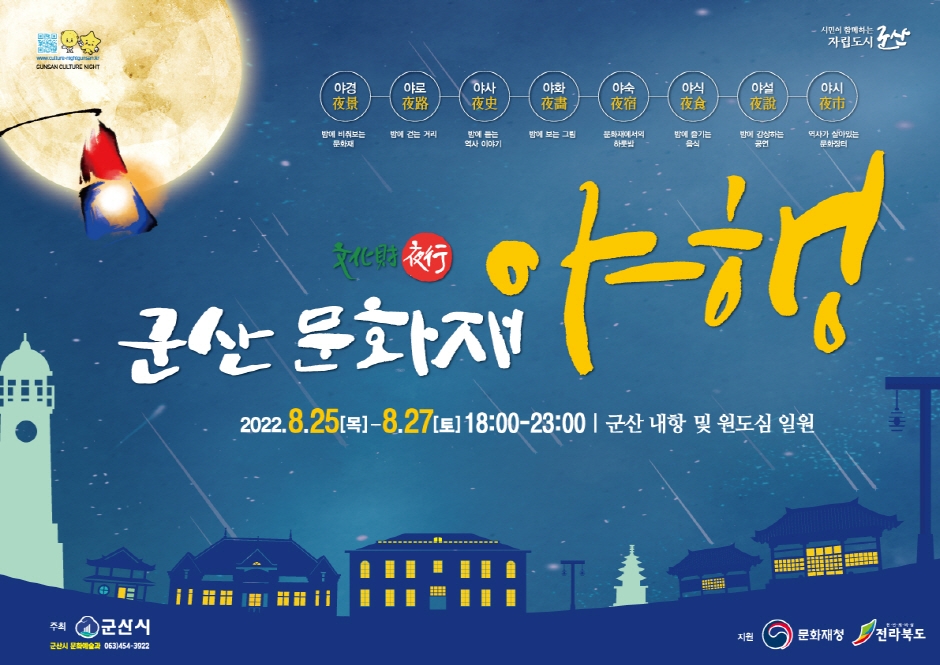 www.culture-nightgunsan.kr
GUNSAN CULTURE NIGHT
시민이 함께하는
자립도시 군산
야경 夜景
밤에 비춰보는
문화재
야로 夜路
밤에 걷는 거리
야사 夜史
밤에 듣는
역사 이야기
야화 夜畵
밤에 보는 그림
야숙 夜宿
문화재에서의
하룻밤
야식 夜食
밤에 즐기는
음식
야설 夜說
밤에 감상하는
공연
야시 夜市
역사가 살아있는
문화장터
文化財 夜行
군산 문화재 야행
2022.8.25[목]-8.27[토] 18:00-23:00 | 군산 내항 및 원도심 일원
주최 군산시
군산시 문화예술과 063)454-3922
지원 문화재청
전라북도